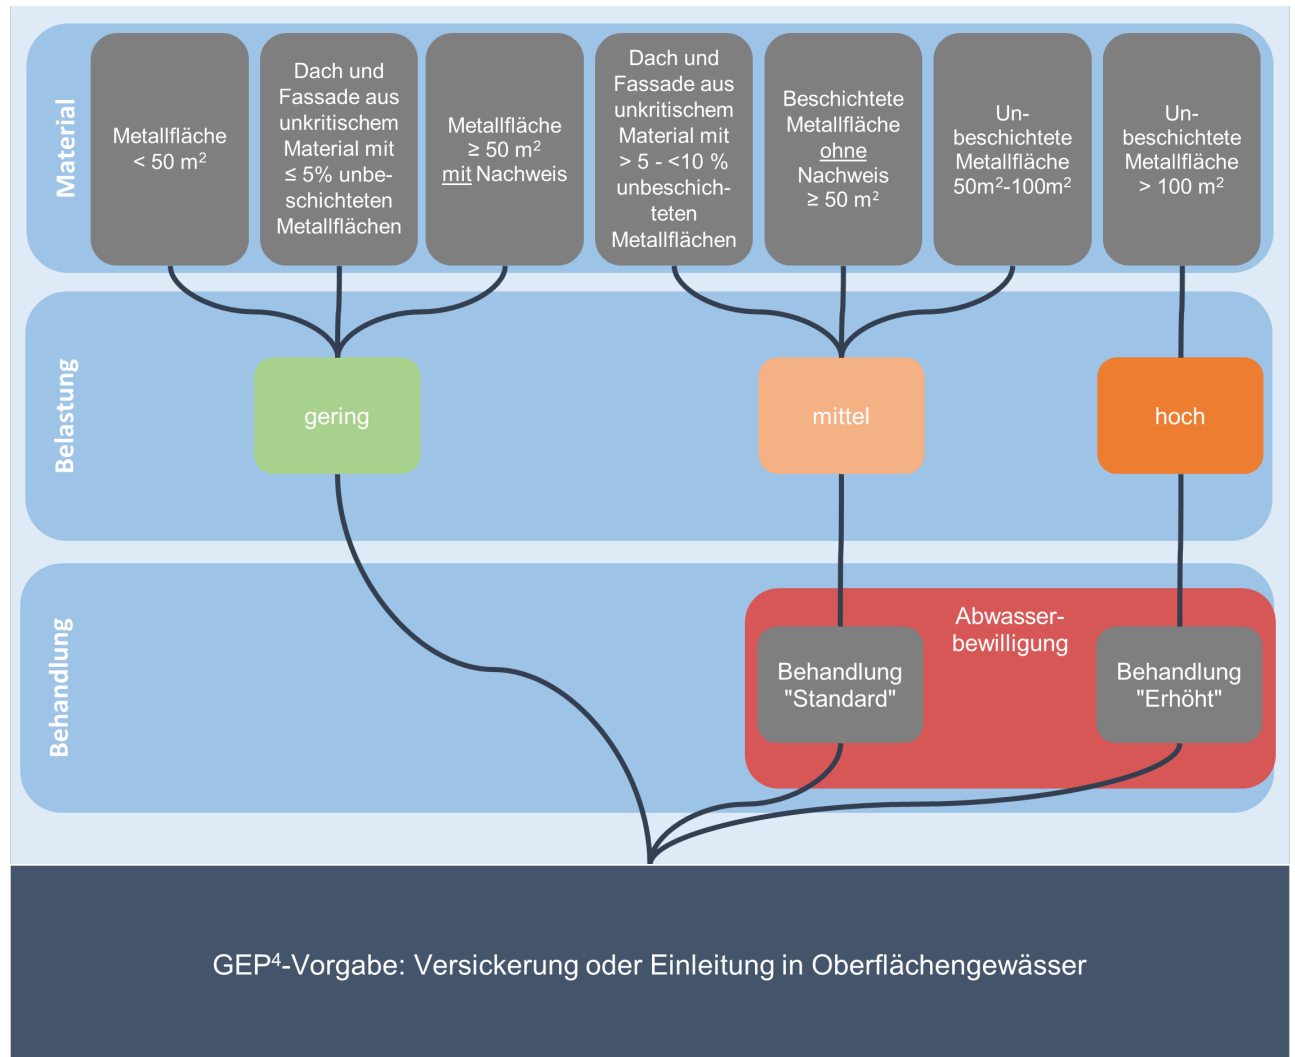 Material
Metallfläche
< 50 m²
Dach und
Fassade aus
unkritischem
Material mit
≤ 5% unbe-
schichteten
Metallflächen
Metallfläche
≥ 50 m²
mit Nachweis
Dach und
Fassade aus
unkritischem
Material mit
> 5 - <10 %
unbeschich-
teten
Metallflächen
Beschichtete
Metallfläche
ohne
Nachweis
≥ 50 m²
Un-
beschichtete
Metallfläche
50m²-100m²
Un-
beschichtete
Metallfläche
> 100 m²
Belastung
gering
mittel
hoch
Behandlung
Abwasser-
bewilligung
Behandlung
"Standard"
Behandlung
"Erhöht"
GEP⁴-Vorgabe: Versickerung oder Einleitung in Oberflächengewässer